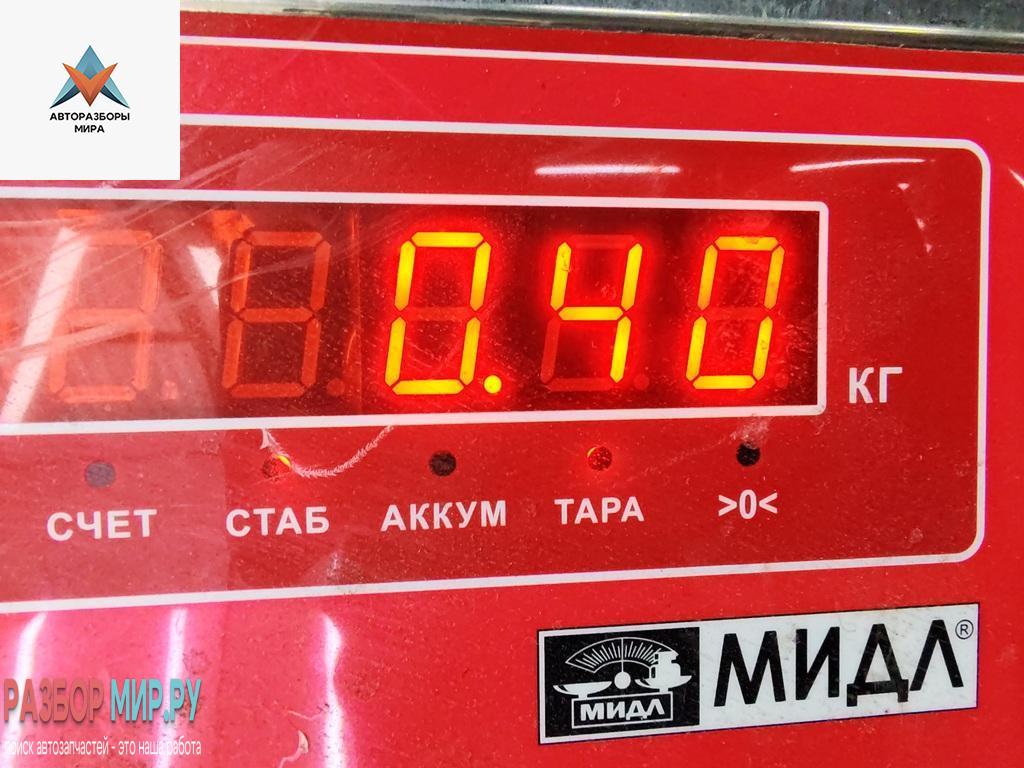 АВТОРАЗБОРЫ
МИРА
0.40
КГ
СЧЕТ СТАБ АККУМ ТАРА >0<
МИДЛ МИДЛ®
РАЗБОР МИР.РУ
поиск автозапчастей - это наша работа